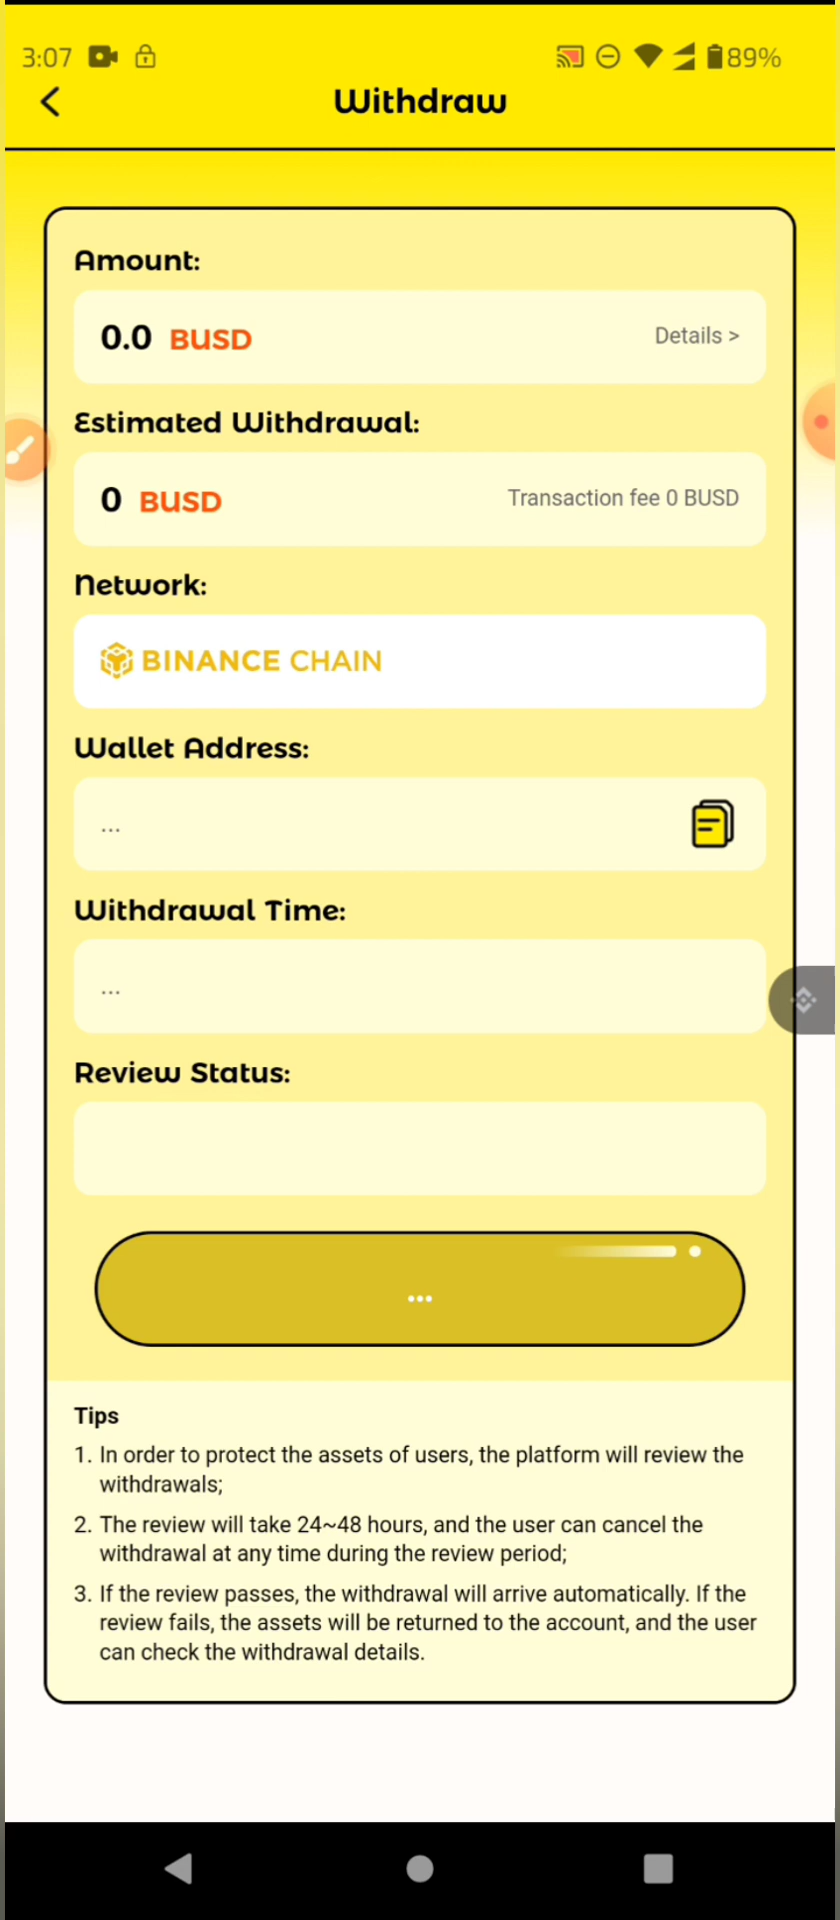 3:07
89%
Withdraw
Amount:
0.0 BUSD
Details >
Estimated Withdrawal:
0 BUSD
Transaction fee 0 BUSD
Network:
BINANCE CHAIN
Wallet Address:
...
Withdrawal Time:
...
Review Status:
...
Tips
1. In order to protect the assets of users, the platform will review the
withdrawals;
2. The review will take 24~48 hours, and the user can cancel the
withdrawal at any time during the review period;
3. If the review passes, the withdrawal will arrive automatically. If the
review fails, the assets will be returned to the account, and the user
can check the withdrawal details.